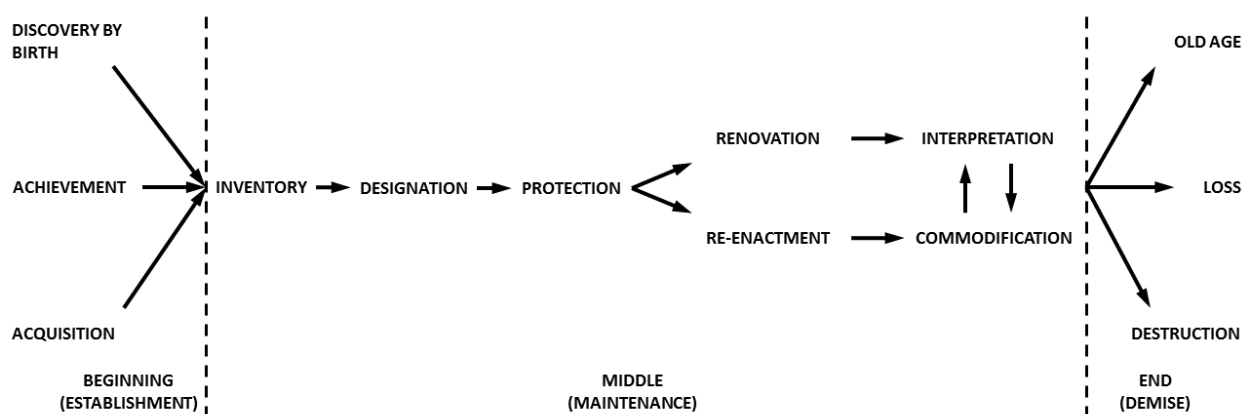 DISCOVERY BY
BIRTH
OLD AGE
RENOVATION
INTERPRETATION
ACHIEVEMENT
INVENTORY
DESIGNATION
PROTECTION
LOSS
RE-ENACTMENT
COMMODIFICATION
ACQUISITION
DESTRUCTION
BEGINNING
(ESTABLISHMENT)
MIDDLE
(MAINTENANCE)
END
(DEMISE)